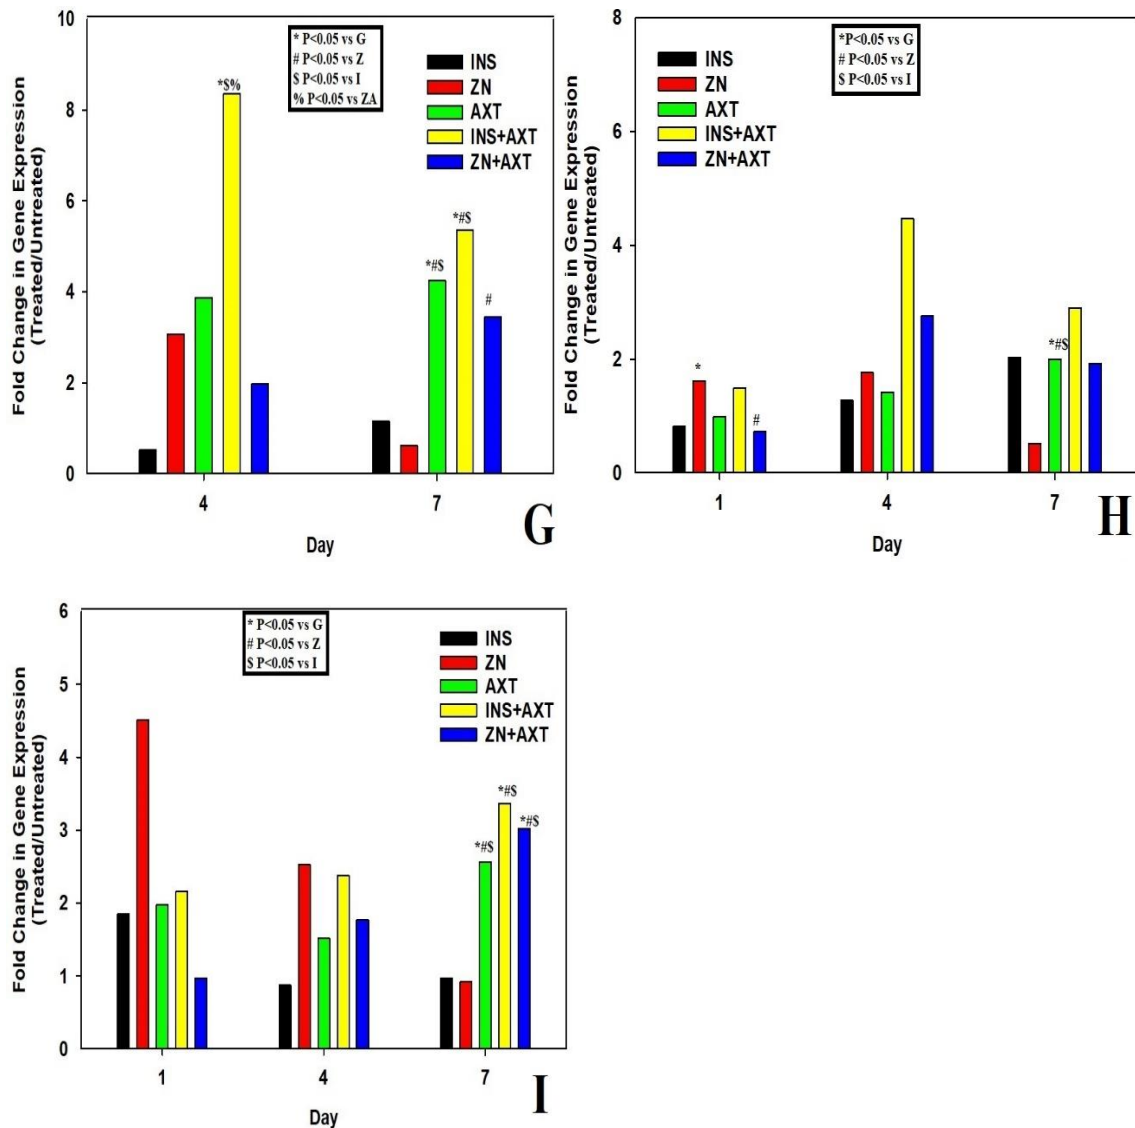 Fold Change in Gene Expression
(Treated/Untreated)
10
8
6
4
2
0
* P<0.05 vs G
# P<0.05 vs Z
$ P<0.05 vs I
% P<0.05 vs ZA
INS
ZN
AXT
INS+AXT
ZN+AXT
*$%
*#$
*#$
#
4
7
Day
G
Fold Change in Gene Expression
(Treated/Untreated)
8
6
4
2
0
*P<0.05 vs G
# P<0.05 vs Z
$ P<0.05 vs I
INS
ZN
AXT
INS+AXT
ZN+AXT
*
#
*#$
1
4
7
Day
H
Fold Change in Gene Expression
(Treated/Untreated)
6
5
4
3
2
1
0
* P<0.05 vs G
# P<0.05 vs Z
$ P<0.05 vs I
INS
ZN
AXT
INS+AXT
ZN+AXT
*#$
*#$
*#$
1
4
7
Day
I